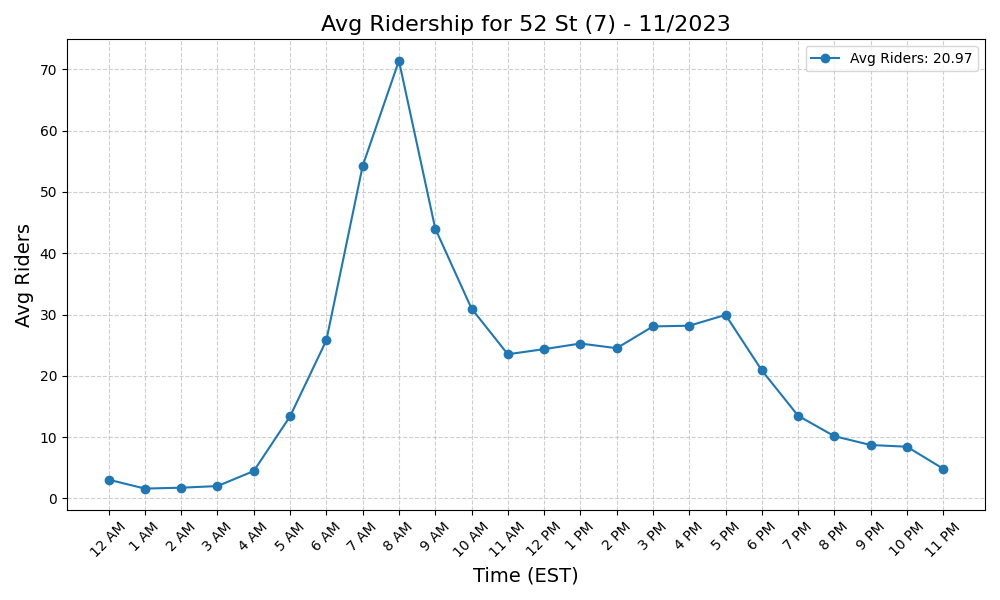 Avg Ridership for 52 St (7) - 11/2023
Avg Riders: 20.97
Avg Riders
70
60
50
40
30
20
10
0
12 AM
1 AM
2 AM
3 AM
4 AM
5 AM
6 AM
7 AM
8 AM
9 AM
10 AM
11 AM
12 PM
1 PM
2 PM
3 PM
4 PM
5 PM
6 PM
7 PM
8 PM
9 PM
10 PM
11 PM
Time (EST)